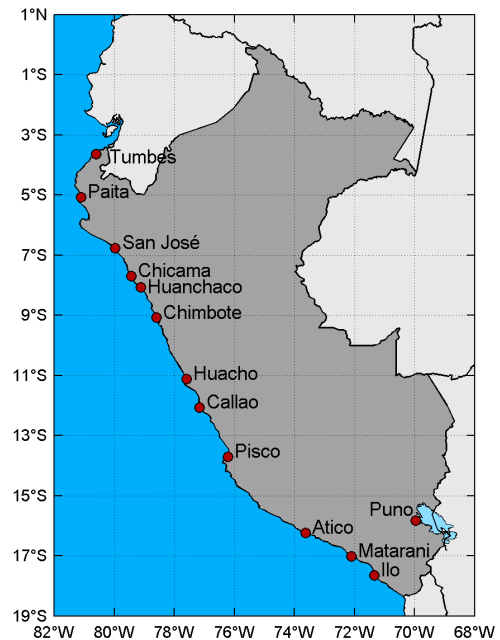 1°N
1°S
3°S
Tumbes
5°S
Paita
7°S
San José
Chicama
Huanchaco
9°S
Chimbote
11°S
Huacho
Callao
13°S
Pisco
15°S
Puno
Atico
17°S
Matarani
Ilo
19°S
82°W 80°W 78°W 76°W 74°W 72°W 70°W 68°W